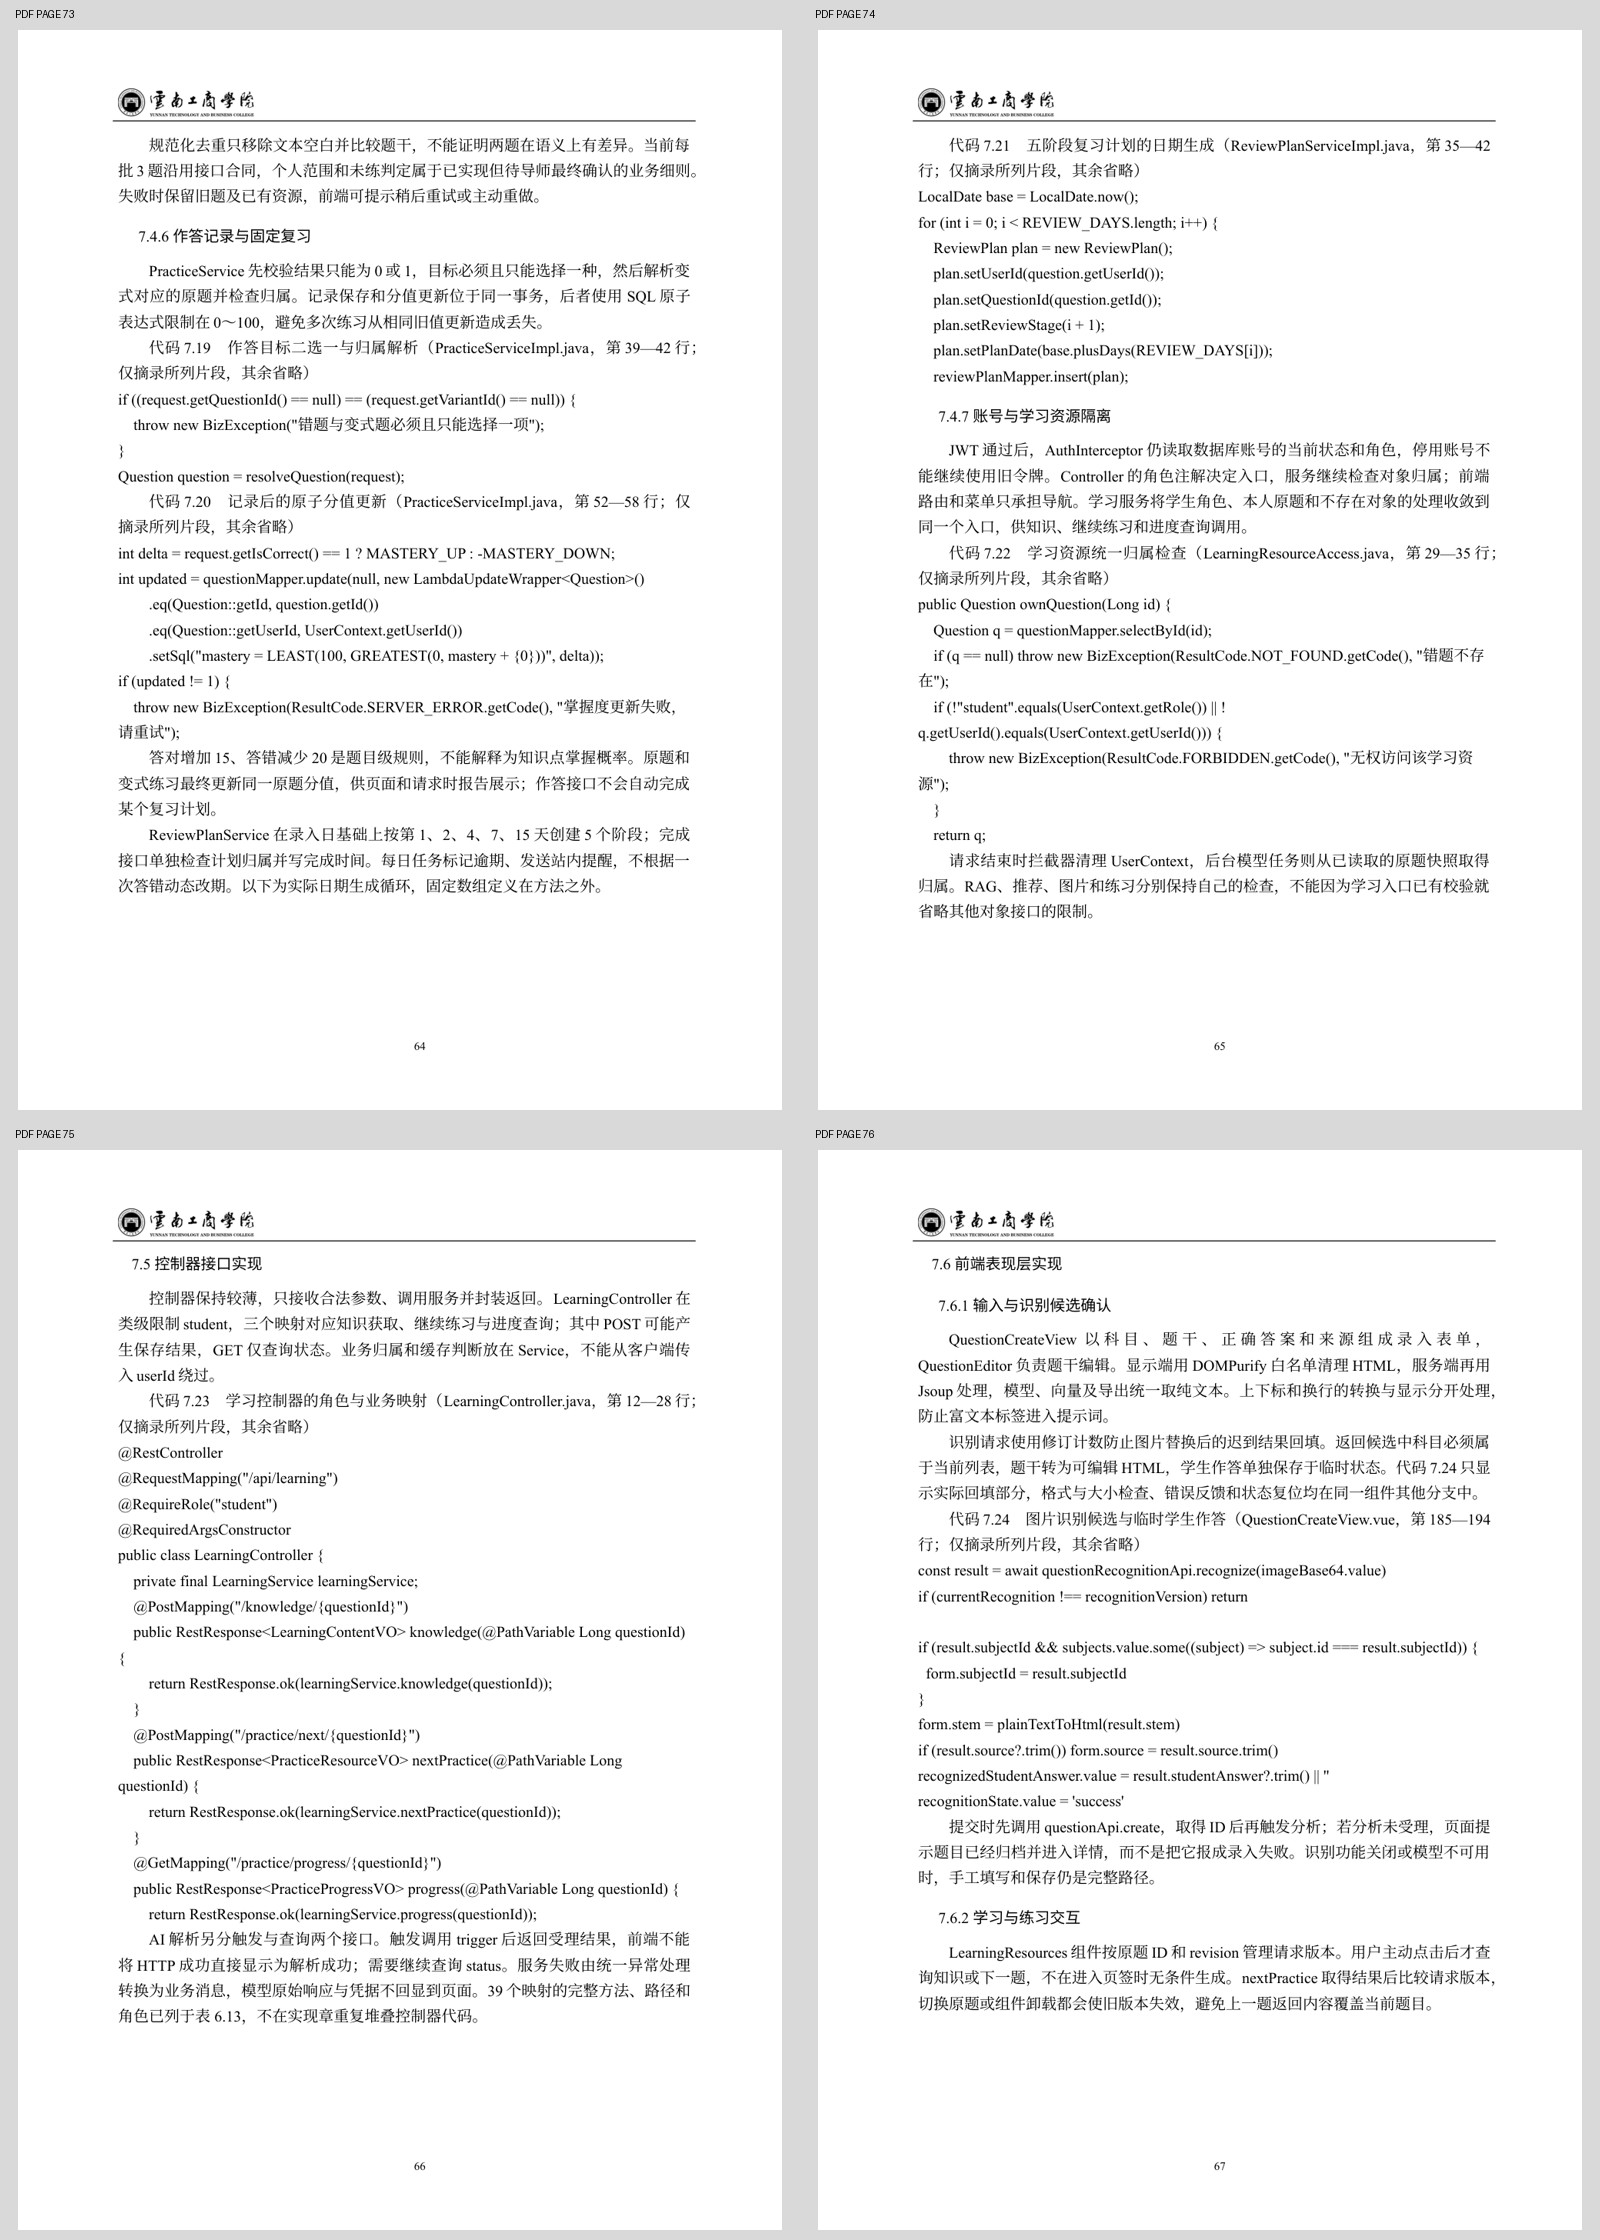 PDF PAGE 73
雲南工商學院
YUNNAN TECHNOLOGY AND BUSINESS COLLEGE
规范化去重只移除文本空白并比较题干，不能证明两题在语义上有差异。当前每
批 3 题沿用接口合同，个人范围和未练判定属于已实现但待导师最终确认的业务细则。
失败时保留旧题及已有资源，前端可提示稍后重试或主动重做。
7.4.6 作答记录与固定复习
PracticeService 先校验结果只能为 0 或 1，目标必须且只能选择一种，然后解析变
式对应的原题并检查归属。记录保存和分值更新位于同一事务，后者使用 SQL 原子
表达式限制在 0～100，避免多次练习从相同旧值更新造成丢失。
代码 7.19　作答目标二选一与归属解析（PracticeServiceImpl.java，第 39—42 行；
仅摘录所列片段，其余省略）
if ((request.getQuestionId() == null) == (request.getVariantId() == null)) {
throw new BizException("错题与变式题必须且只能选择一项");
}
Question question = resolveQuestion(request);
代码 7.20　记录后的原子分值更新（PracticeServiceImpl.java，第 52—58 行；仅
摘录所列片段，其余省略）
int delta = request.getIsCorrect() == 1 ? MASTERY_UP : -MASTERY_DOWN;
int updated = questionMapper.update(null, new LambdaUpdateWrapper<Question>()
.eq(Question::getId, question.getId())
.eq(Question::getUserId, UserContext.getUserId())
.setSql("mastery = LEAST(100, GREATEST(0, mastery + {0}))", delta));
if (updated != 1) {
throw new BizException(ResultCode.SERVER_ERROR.getCode(), "掌握度更新失败，
请重试");
答对增加 15、答错减少 20 是题目级规则，不能解释为知识点掌握概率。原题和
变式练习最终更新同一原题分值，供页面和请求时报告展示；作答接口不会自动完成
某个复习计划。
ReviewPlanService 在录入日基础上按第 1、2、4、7、15 天创建 5 个阶段；完成
接口单独检查计划归属并写完成时间。每日任务标记逾期、发送站内提醒，不根据一
次答错动态改期。以下为实际日期生成循环，固定数组定义在方法之外。
64
PDF PAGE 74
雲南工商學院
YUNNAN TECHNOLOGY AND BUSINESS COLLEGE
代码 7.21　五阶段复习计划的日期生成（ReviewPlanServiceImpl.java，第 35—42
行；仅摘录所列片段，其余省略）
LocalDate base = LocalDate.now();
for (int i = 0; i < REVIEW_DAYS.length; i++) {
ReviewPlan plan = new ReviewPlan();
plan.setUserId(question.getUserId());
plan.setQuestionId(question.getId());
plan.setReviewStage(i + 1);
plan.setPlanDate(base.plusDays(REVIEW_DAYS[i]));
reviewPlanMapper.insert(plan);
7.4.7 账号与学习资源隔离
JWT 通过后，AuthInterceptor 仍读取数据库账号的当前状态和角色，停用账号不
能继续使用旧令牌。Controller 的角色注解决定入口，服务继续检查对象归属；前端
路由和菜单只承担导航。学习服务将学生角色、本人原题和不存在对象的处理收敛到
同一个入口，供知识、继续练习和进度查询调用。
代码 7.22　学习资源统一归属检查（LearningResourceAccess.java，第 29—35 行；
仅摘录所列片段，其余省略）
public Question ownQuestion(Long id) {
Question q = questionMapper.selectById(id);
if (q == null) throw new BizException(ResultCode.NOT_FOUND.getCode(), "错题不存
在");
if (!"student".equals(UserContext.getRole()) || !
q.getUserId().equals(UserContext.getUserId())) {
throw new BizException(ResultCode.FORBIDDEN.getCode(), "无权访问该学习资
源");
}
return q;
请求结束时拦截器清理 UserContext，后台模型任务则从已读取的原题快照取得
归属。RAG、推荐、图片和练习分别保持自己的检查，不能因为学习入口已有校验就
省略其他对象接口的限制。
65
PDF PAGE 75
雲南工商學院
YUNNAN TECHNOLOGY AND BUSINESS COLLEGE
7.5 控制器接口实现
控制器保持较薄，只接收合法参数、调用服务并封装返回。LearningController 在
类级限制 student，三个映射对应知识获取、继续练习与进度查询；其中 POST 可能产
生保存结果，GET 仅查询状态。业务归属和缓存判断放在 Service，不能从客户端传
入 userId 绕过。
代码 7.23　学习控制器的角色与业务映射（LearningController.java，第 12—28 行；
仅摘录所列片段，其余省略）
@RestController
@RequestMapping("/api/learning")
@RequireRole("student")
@RequiredArgsConstructor
public class LearningController {
private final LearningService learningService;
@PostMapping("/knowledge/{questionId}")
public RestResponse<LearningContentVO> knowledge(@PathVariable Long questionId)
{
return RestResponse.ok(learningService.knowledge(questionId));
}
@PostMapping("/practice/next/{questionId}")
public RestResponse<PracticeResourceVO> nextPractice(@PathVariable Long
questionId) {
return RestResponse.ok(learningService.nextPractice(questionId));
}
@GetMapping("/practice/progress/{questionId}")
public RestResponse<PracticeProgressVO> progress(@PathVariable Long questionId) {
return RestResponse.ok(learningService.progress(questionId));
AI 解析另分触发与查询两个接口。触发调用 trigger 后返回受理结果，前端不能
将 HTTP 成功直接显示为解析成功；需要继续查询 status。服务失败由统一异常处理
转换为业务消息，模型原始响应与凭据不回显到页面。39 个映射的完整方法、路径和
角色已列于表 6.13，不在实现章重复堆叠控制器代码。
66
PDF PAGE 76
雲南工商學院
YUNNAN TECHNOLOGY AND BUSINESS COLLEGE
7.6 前端表现层实现
7.6.1 输入与识别候选确认
QuestionCreateView 以科目、题干、正确答案和来源组成录入表单，
QuestionEditor 负责题干编辑。显示端用 DOMPurify 白名单清理 HTML，服务端再用
Jsoup 处理，模型、向量及导出统一取纯文本。上下标和换行的转换与显示分开处理，
防止富文本标签进入提示词。
识别请求使用修订计数防止图片替换后的迟到结果回填。返回候选中科目必须属
于当前列表，题干转为可编辑 HTML，学生作答单独保存于临时状态。代码 7.24 只显
示实际回填部分，格式与大小检查、错误反馈和状态复位均在同一组件其他分支中。
代码 7.24　图片识别候选与临时学生作答（QuestionCreateView.vue，第 185—194
行；仅摘录所列片段，其余省略）
const result = await questionRecognitionApi.recognize(imageBase64.value)
if (currentRecognition !== recognitionVersion) return
if (result.subjectId && subjects.value.some((subject) => subject.id === result.subjectId)) {
form.subjectId = result.subjectId
}
form.stem = plainTextToHtml(result.stem)
if (result.source?.trim()) form.source = result.source.trim()
recognizedStudentAnswer.value = result.studentAnswer?.trim() || ''
recognitionState.value = 'success'
提交时先调用 questionApi.create，取得 ID 后再触发分析；若分析未受理，页面提
示题目已经归档并进入详情，而不是把它报成录入失败。识别功能关闭或模型不可用
时，手工填写和保存仍是完整路径。
7.6.2 学习与练习交互
LearningResources 组件按原题 ID 和 revision 管理请求版本。用户主动点击后才查
询知识或下一题，不在进入页签时无条件生成。nextPractice 取得结果后比较请求版本，
切换原题或组件卸载都会使旧版本失效，避免上一题返回内容覆盖当前题目。
67